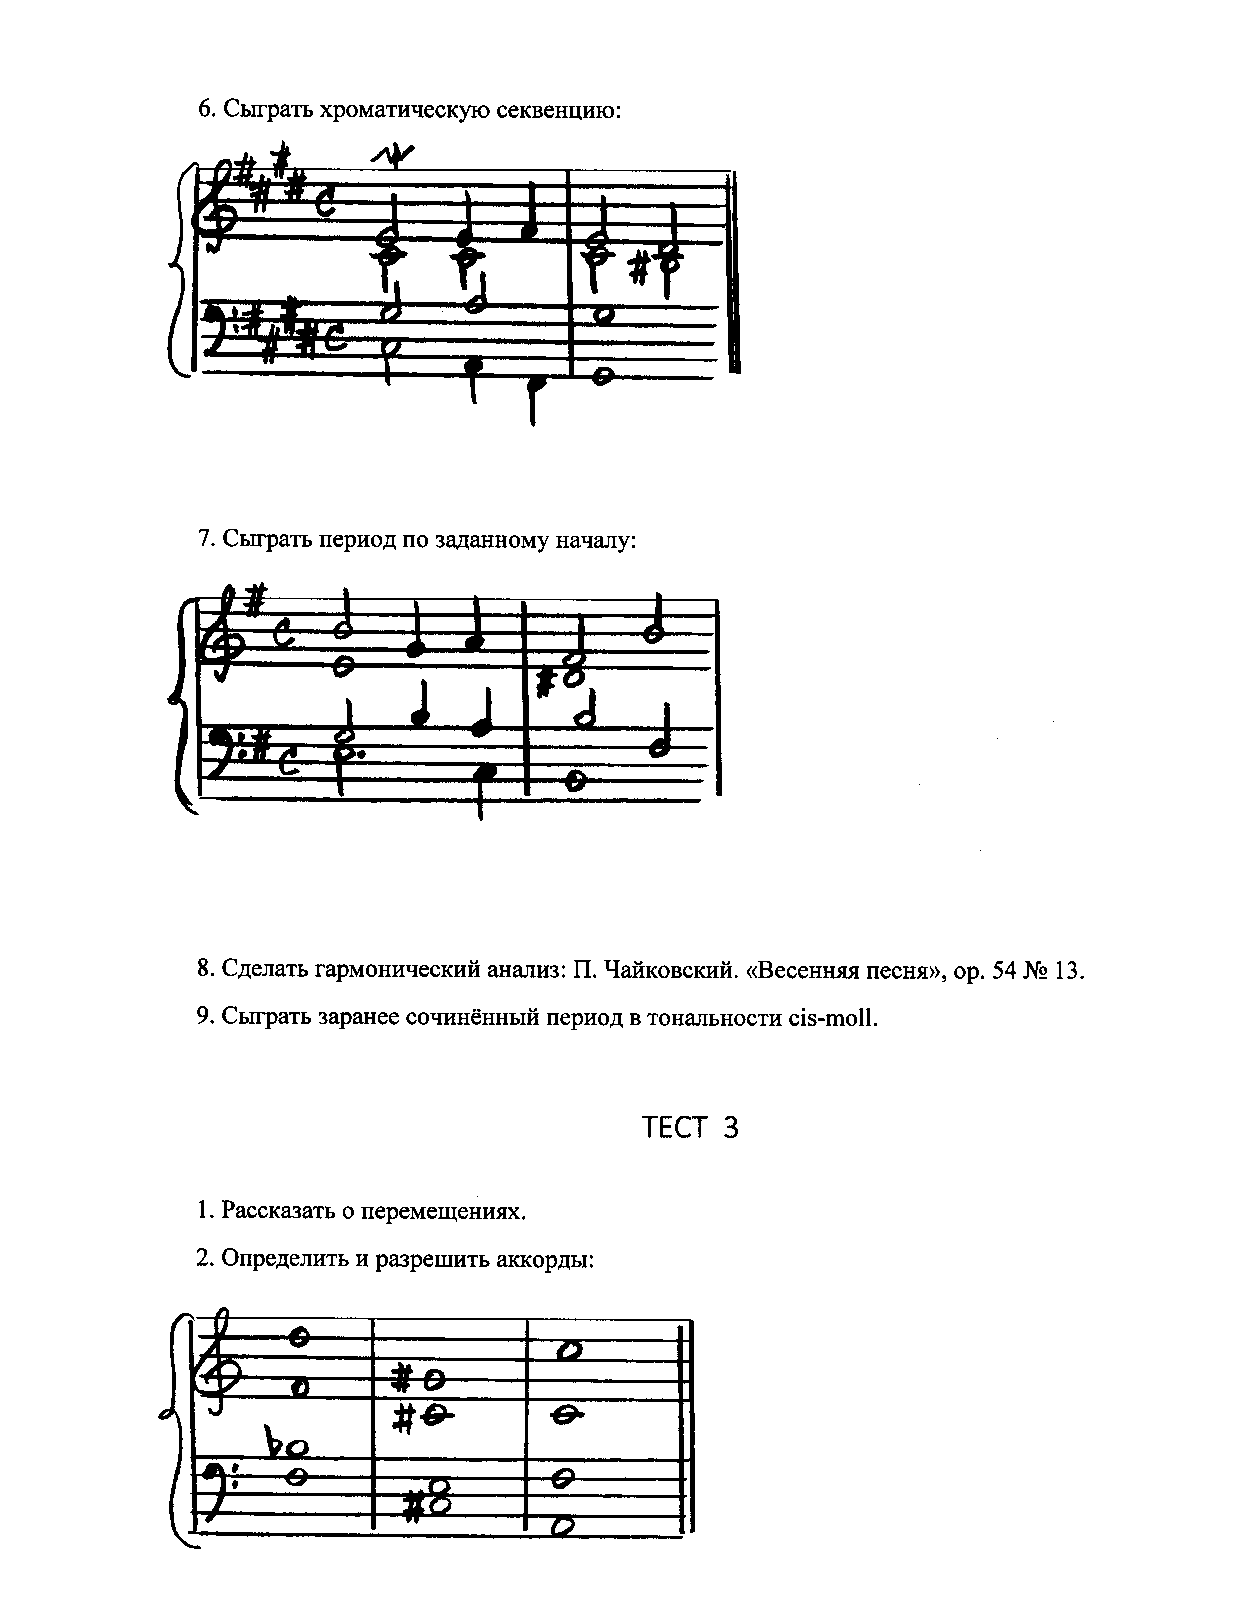 6. Сыграть хроматическую секвенцию:
7. Сыграть период по заданному началу:
8. Сделать гармонический анализ: П. Чайковский. «Весенняя песня», ор. 54 № 13.
9. Сыграть заранее сочинённый период в тональности cis-moll.
ТЕСТ 3
1. Рассказать о перемещениях.
2. Определить и разрешить аккорды: